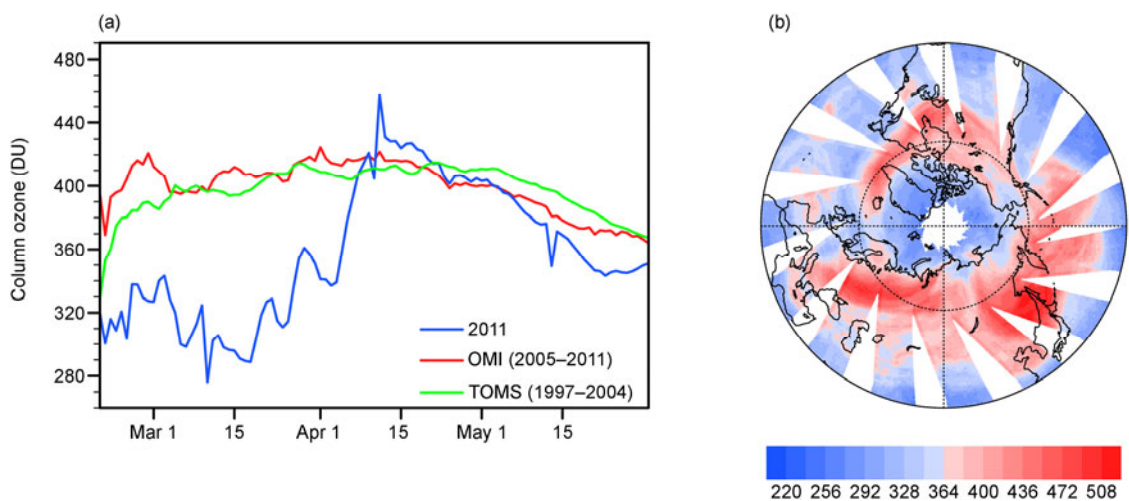 (a)
Column ozone (DU)
480
440
400
360
320
280
Mar 1 15 Apr 1 15 May 1 15
2011
OMI (2005–2011)
TOMS (1997–2004)
(b)
220 256 292 328 364 400 436 472 508